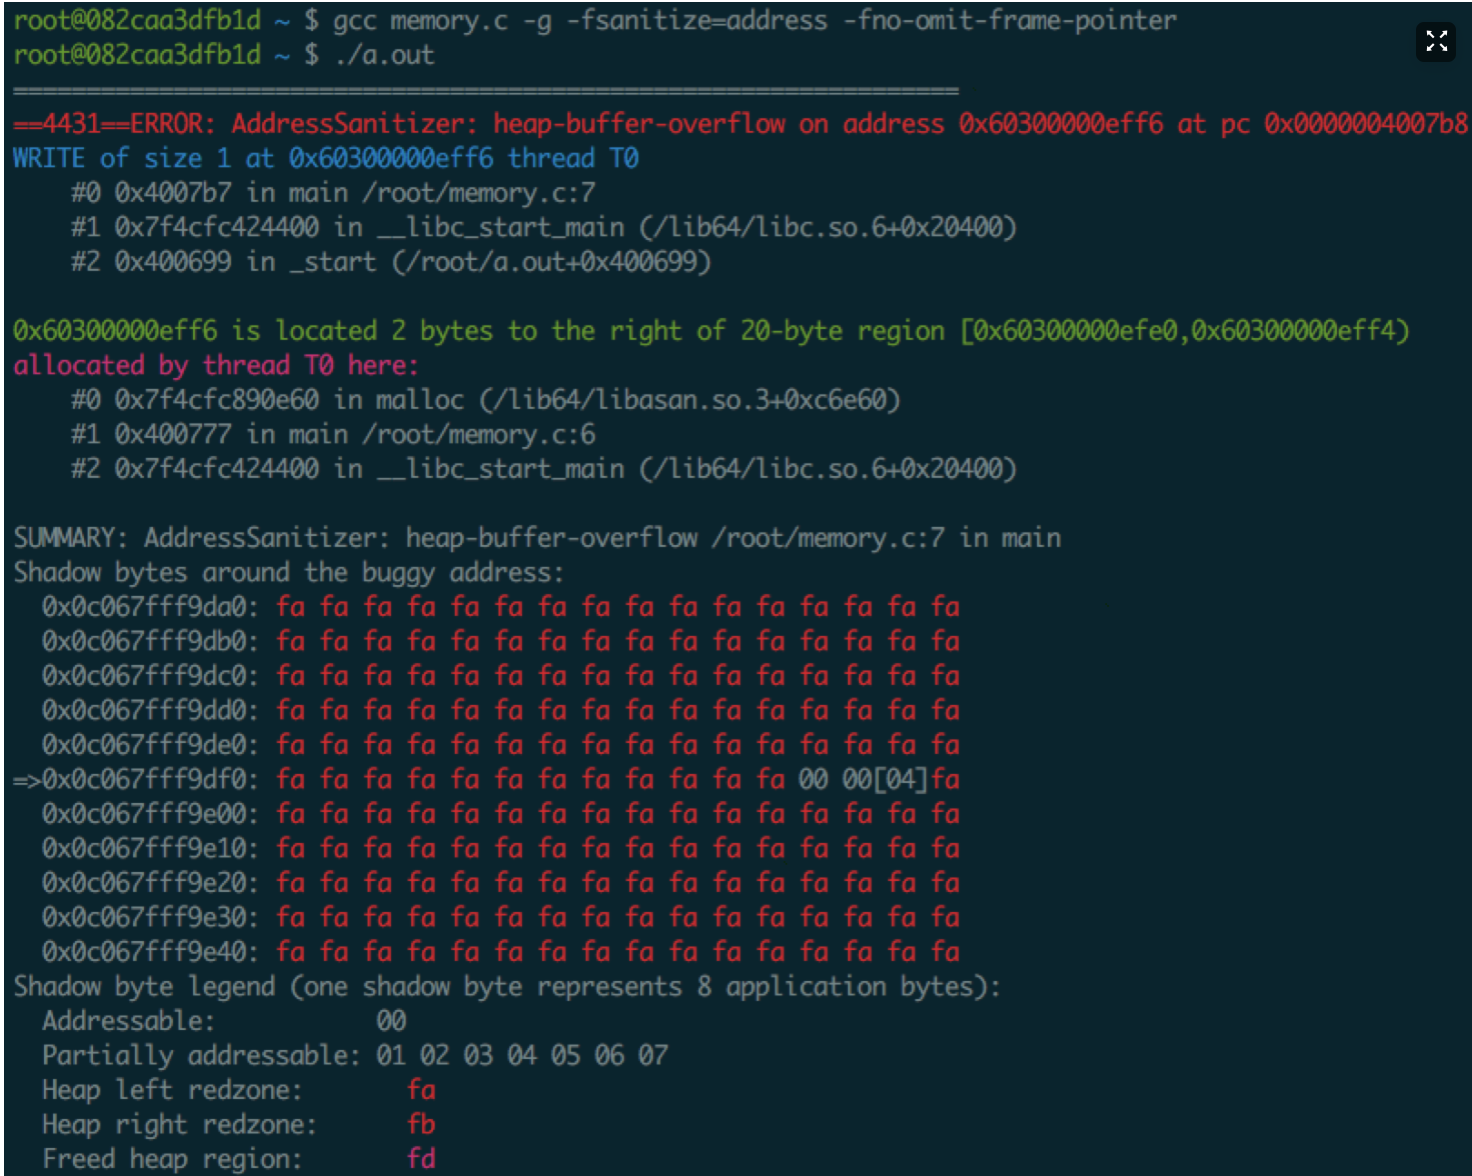 root@082caa3dfb1d ~ $ gcc memory.c -g -fsanitize=address -fno-omit-frame-pointer
root@082caa3dfb1d ~ $ ./a.out
=================================================================
==4431==ERROR: AddressSanitizer: heap-buffer-overflow on address 0x60300000eff6 at pc 0x0000004007b8
WRITE of size 1 at 0x60300000eff6 thread T0
    #0 0x4007b7 in main /root/memory.c:7
    #1 0x7f4cfc424400 in __libc_start_main (/lib64/libc.so.6+0x20400)
    #2 0x400699 in _start (/root/a.out+0x400699)

0x60300000eff6 is located 2 bytes to the right of 20-byte region [0x60300000efe0,0x60300000eff4)
allocated by thread T0 here:
    #0 0x7f4cfc890e60 in malloc (/lib64/libasan.so.3+0xc6e60)
    #1 0x400777 in main /root/memory.c:6
    #2 0x7f4cfc424400 in __libc_start_main (/lib64/libc.so.6+0x20400)

SUMMARY: AddressSanitizer: heap-buffer-overflow /root/memory.c:7 in main
Shadow bytes around the buggy address:
  0x0c067fff9da0: fa fa fa fa fa fa fa fa fa fa fa fa fa fa fa fa
  0x0c067fff9db0: fa fa fa fa fa fa fa fa fa fa fa fa fa fa fa fa
  0x0c067fff9dc0: fa fa fa fa fa fa fa fa fa fa fa fa fa fa fa fa
  0x0c067fff9dd0: fa fa fa fa fa fa fa fa fa fa fa fa fa fa fa fa
  0x0c067fff9de0: fa fa fa fa fa fa fa fa fa fa fa fa fa fa fa fa
=>0x0c067fff9df0: fa fa fa fa fa fa fa fa fa fa fa fa 00 00[04]fa
  0x0c067fff9e00: fa fa fa fa fa fa fa fa fa fa fa fa fa fa fa fa
  0x0c067fff9e10: fa fa fa fa fa fa fa fa fa fa fa fa fa fa fa fa
  0x0c067fff9e20: fa fa fa fa fa fa fa fa fa fa fa fa fa fa fa fa
  0x0c067fff9e30: fa fa fa fa fa fa fa fa fa fa fa fa fa fa fa fa
  0x0c067fff9e40: fa fa fa fa fa fa fa fa fa fa fa fa fa fa fa fa
Shadow byte legend (one shadow byte represents 8 application bytes):
  Addressable:           00
  Partially addressable: 01 02 03 04 05 06 07
  Heap left redzone:       fa
  Heap right redzone:      fb
  Freed heap region:       fd